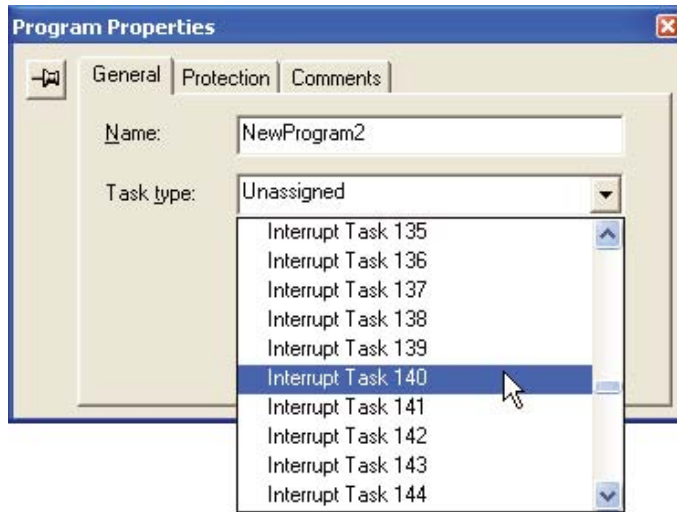 Program Properties
General Protection Comments
Name: NewProgram2
Task type: Unassigned
Interrupt Task 135
Interrupt Task 136
Interrupt Task 137
Interrupt Task 138
Interrupt Task 139
Interrupt Task 140
Interrupt Task 141
Interrupt Task 142
Interrupt Task 143
Interrupt Task 144